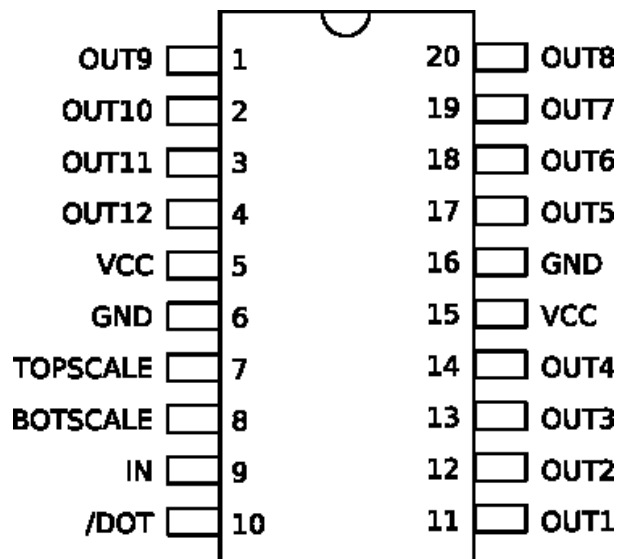 OUT9 1 20 OUT8
OUT10 2 19 OUT7
OUT11 3 18 OUT6
OUT12 4 17 OUT5
VCC 5 16 GND
GND 6 15 VCC
TOPSCALE 7 14 OUT4
BOTSCALE 8 13 OUT3
IN 9 12 OUT2
/DOT 10 11 OUT1